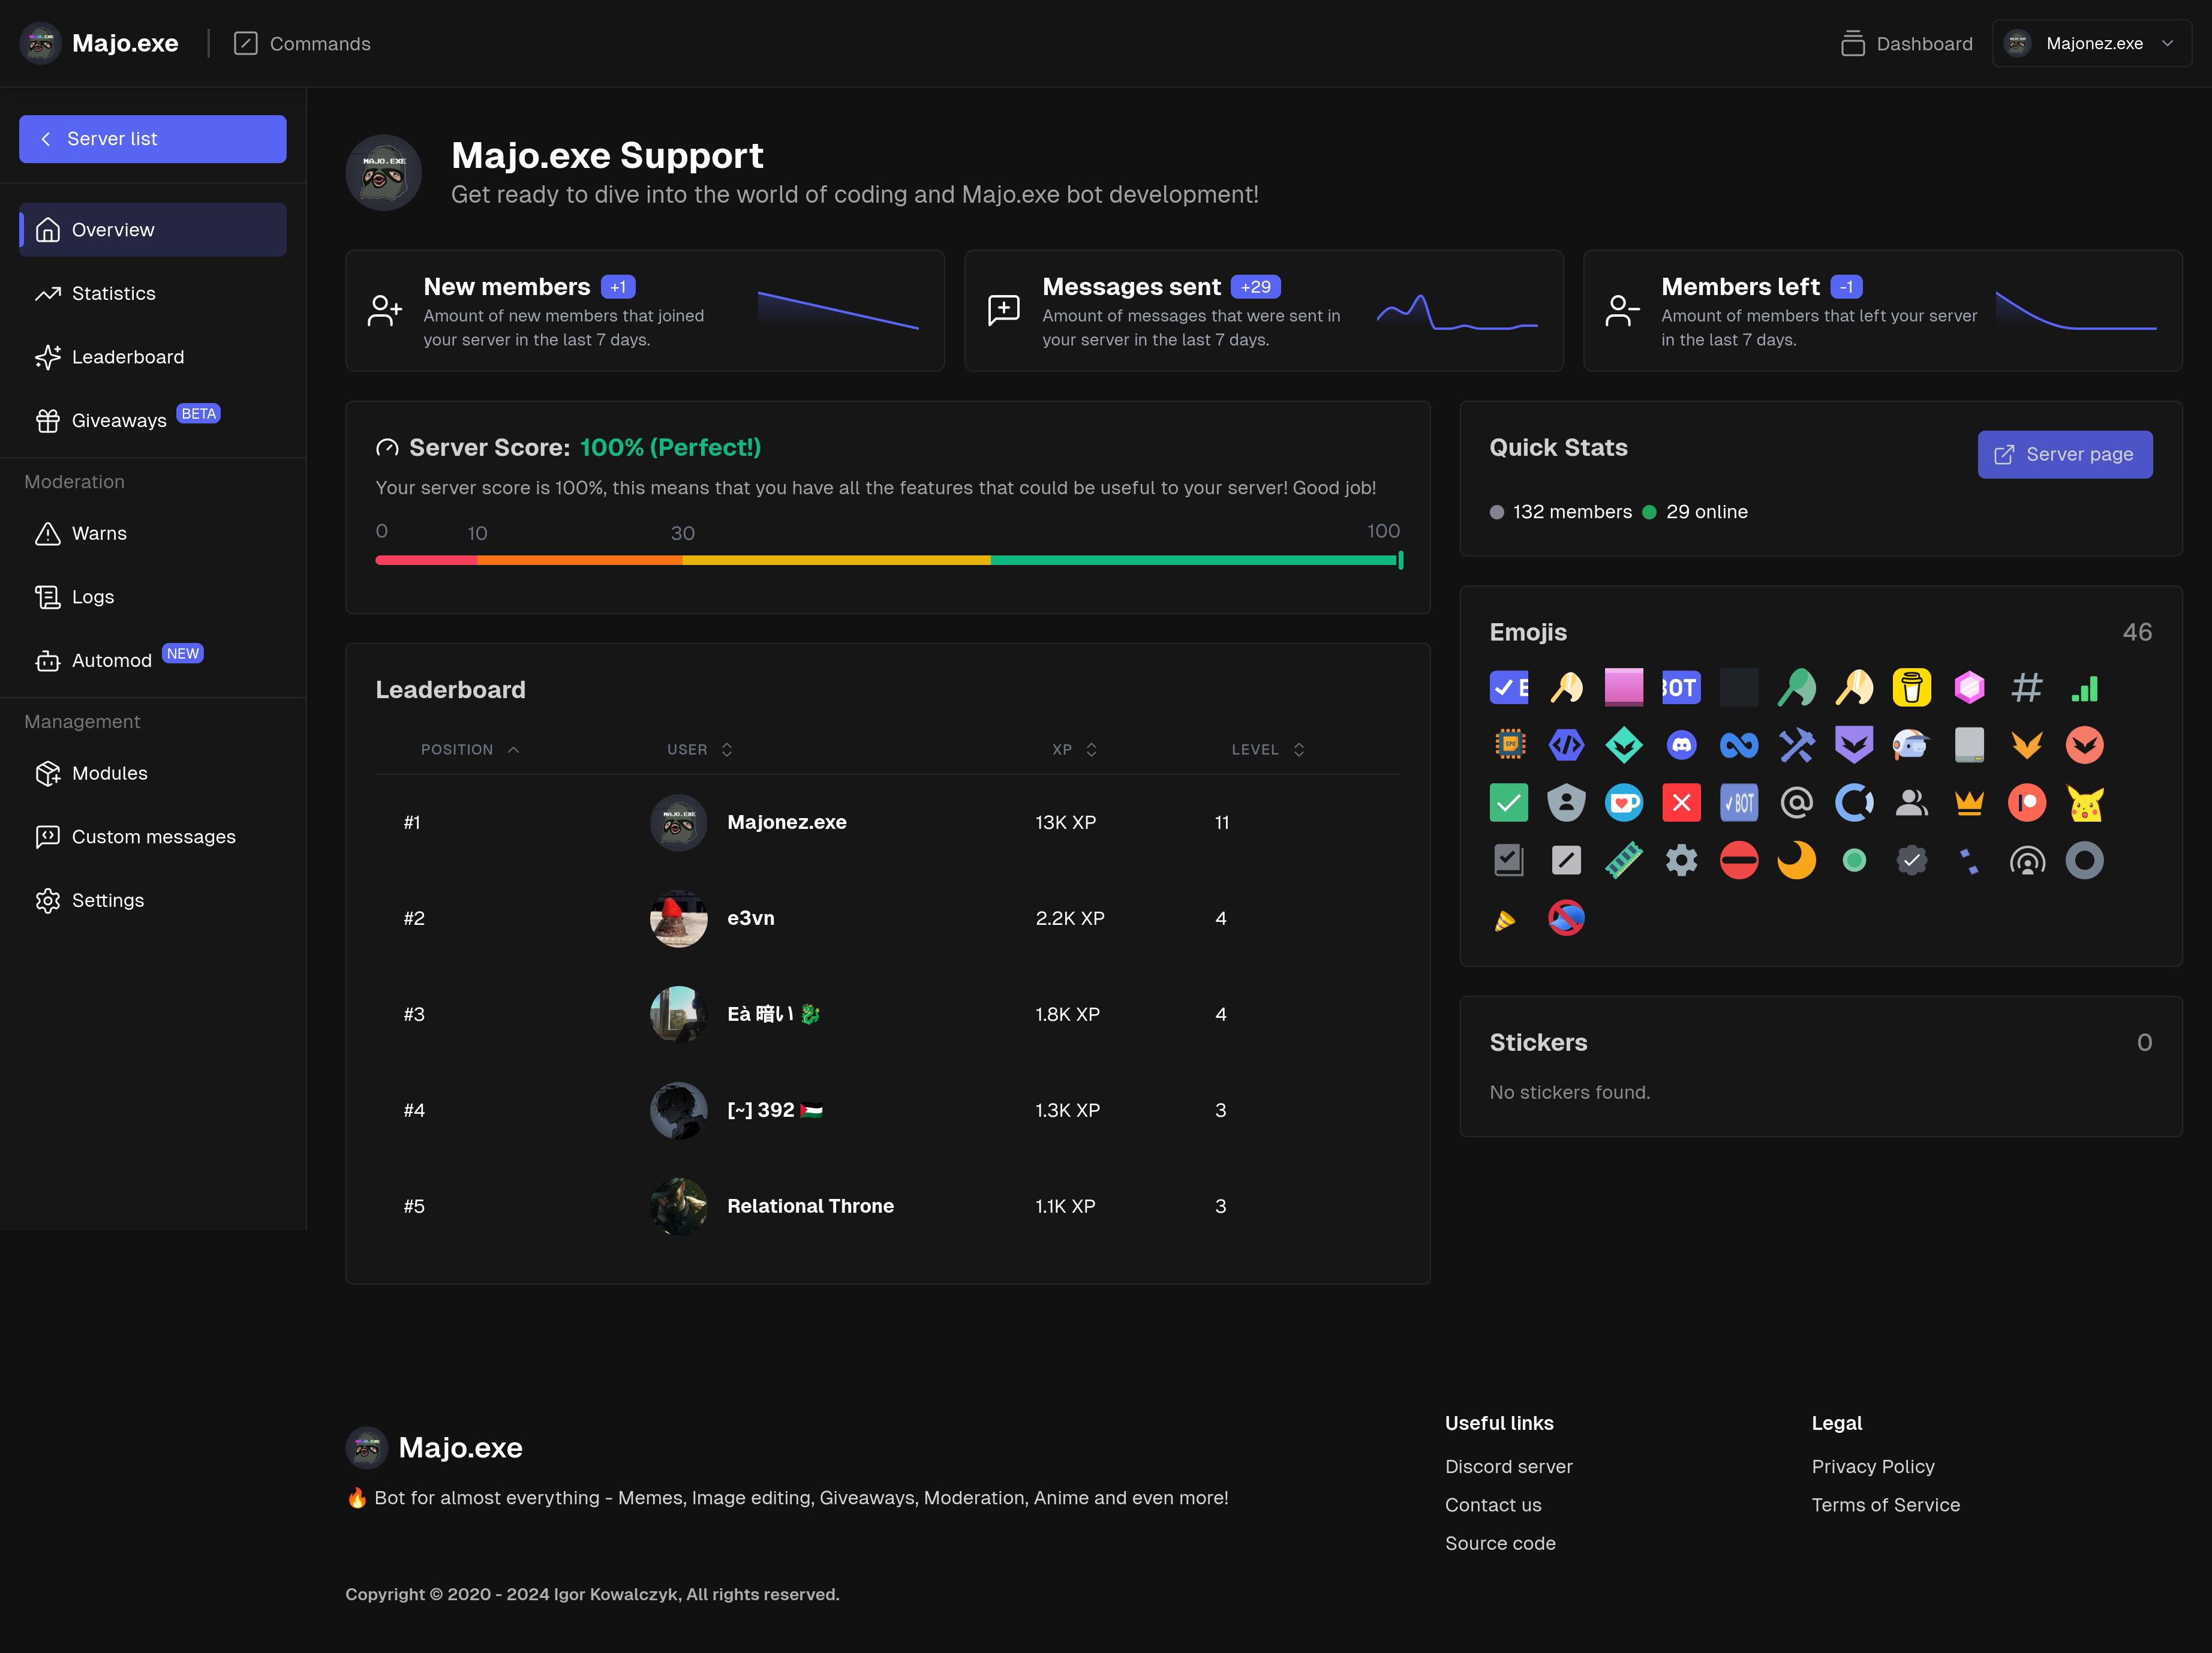 Majo.exe
Commands
Dashboard
Majonez.exe
Server list
Overview
Statistics
Leaderboard
Giveaways BETA
Moderation
Warns
Logs
Automod NEW
Management
Modules
Custom messages
Settings
MAJO.EXE
Majo.exe Support
Get ready to dive into the world of coding and Majo.exe bot development!
New members +1
Amount of new members that joined
your server in the last 7 days.
Messages sent +29
Amount of messages that were sent in
your server in the last 7 days.
Members left -1
Amount of members that left your server
in the last 7 days.
Server Score: 100% (Perfect!)
Your server score is 100%, this means that you have all the features that could be useful to your server! Good job!
0 10 30 100
Leaderboard
POSITION USER XP LEVEL
#1 MAJO.EXE Majonez.exe 13K XP 11
#2 e3vn 2.2K XP 4
#3 Eà 暗い 🐉 1.8K XP 4
#4 [~] 392 🇵🇸 1.3K XP 3
#5 Relational Throne 1.1K XP 3
Quick Stats
Server page
132 members 29 online
Emojis 46
BOT
CPU
BOT
Stickers 0
No stickers found.
Majo.exe
🔥 Bot for almost everything - Memes, Image editing, Giveaways, Moderation, Anime and even more!
Useful links
Discord server
Contact us
Source code
Legal
Privacy Policy
Terms of Service
Copyright © 2020 - 2024 Igor Kowalczyk, All rights reserved.